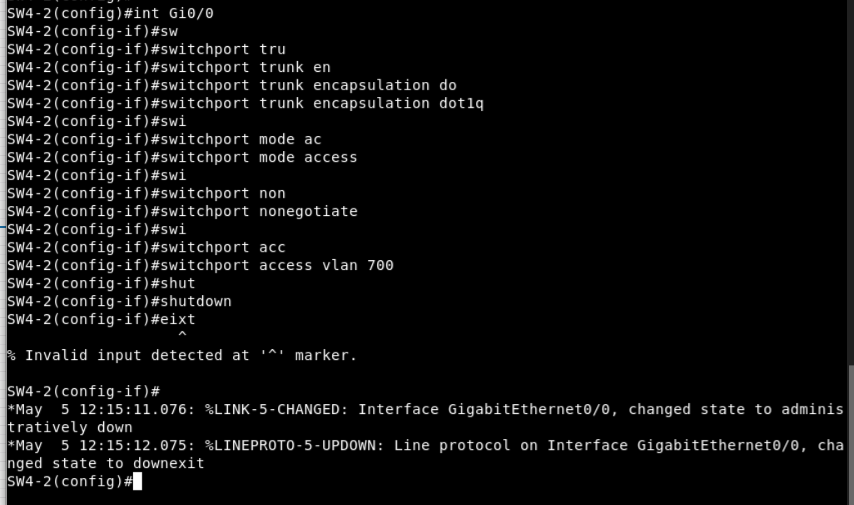 SW4-2(config)#int Gi0/0
SW4-2(config-if)#sw
SW4-2(config-if)#switchport tru
SW4-2(config-if)#switchport trunk en
SW4-2(config-if)#switchport trunk encapsulation do
SW4-2(config-if)#switchport trunk encapsulation dot1q
SW4-2(config-if)#swi
SW4-2(config-if)#switchport mode ac
SW4-2(config-if)#switchport mode access
SW4-2(config-if)#swi
SW4-2(config-if)#switchport non
SW4-2(config-if)#switchport nonegotiate
SW4-2(config-if)#swi
SW4-2(config-if)#switchport acc
SW4-2(config-if)#switchport access vlan 700
SW4-2(config-if)#shut
SW4-2(config-if)#shutdown
SW4-2(config-if)#eixt
                   ^
% Invalid input detected at '^' marker.

SW4-2(config-if)#
*May  5 12:15:11.076: %LINK-5-CHANGED: Interface GigabitEthernet0/0, changed state to adminis
tratively down
*May  5 12:15:12.075: %LINEPROTO-5-UPDOWN: Line protocol on Interface GigabitEthernet0/0, cha
nged state to downexit
SW4-2(config)#